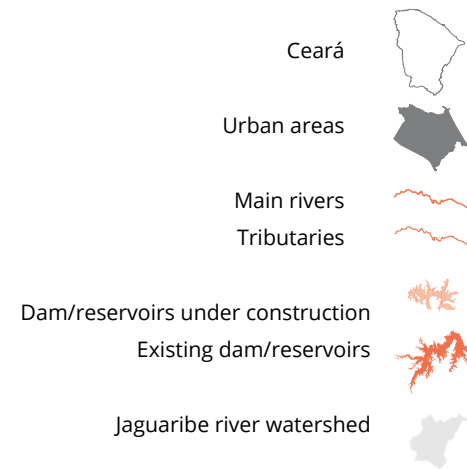 Ceará
Urban areas
Main rivers
Tributaries
Dam/reservoirs under construction
Existing dam/reservoirs
Jaguaribe river watershed